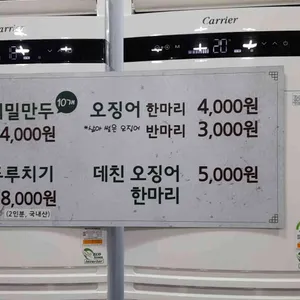 Carrier
Carrier
20
밀만두 10개
4,000원
오징어 한마리 4,000원
반마리 3,000원
루치기
8,000원
(2인분, 국내산)
데친 오징어 5,000원
한마리